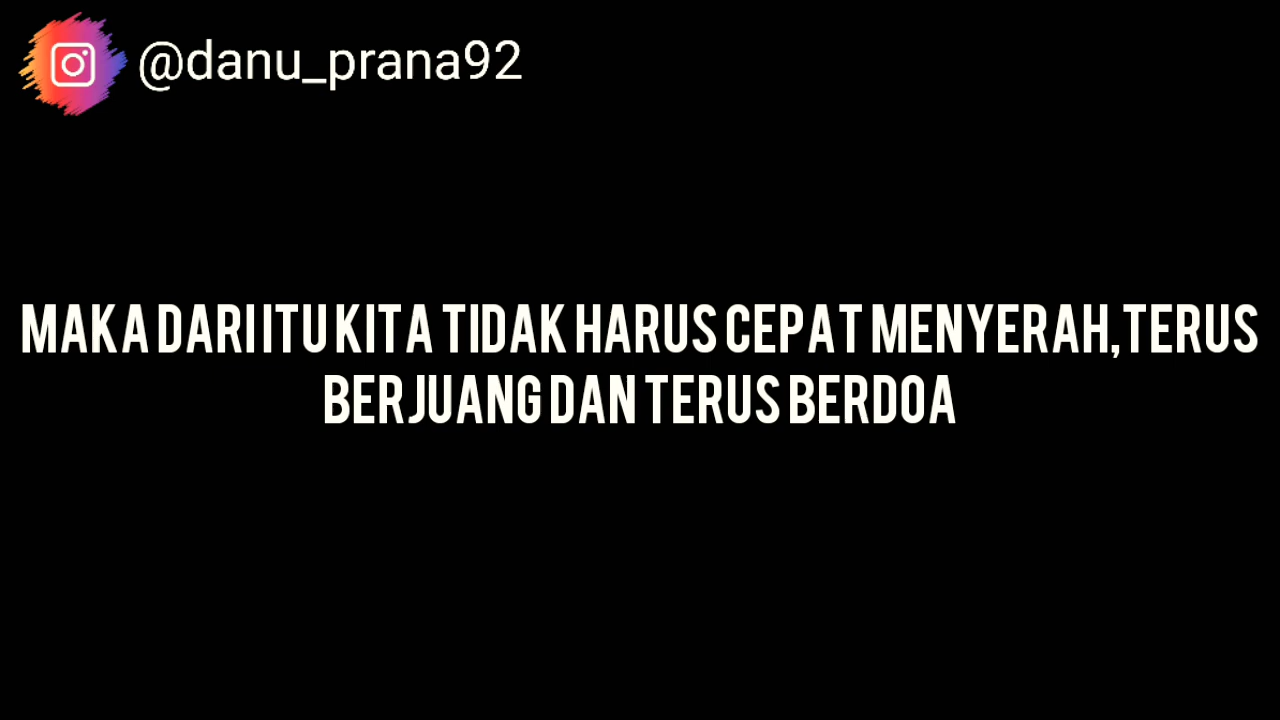 @danu_prana92
MAKA DARI ITU KITA TIDAK HARUS CEPAT MENYERAH,TERUS
BERJUANG DAN TERUS BERDOA